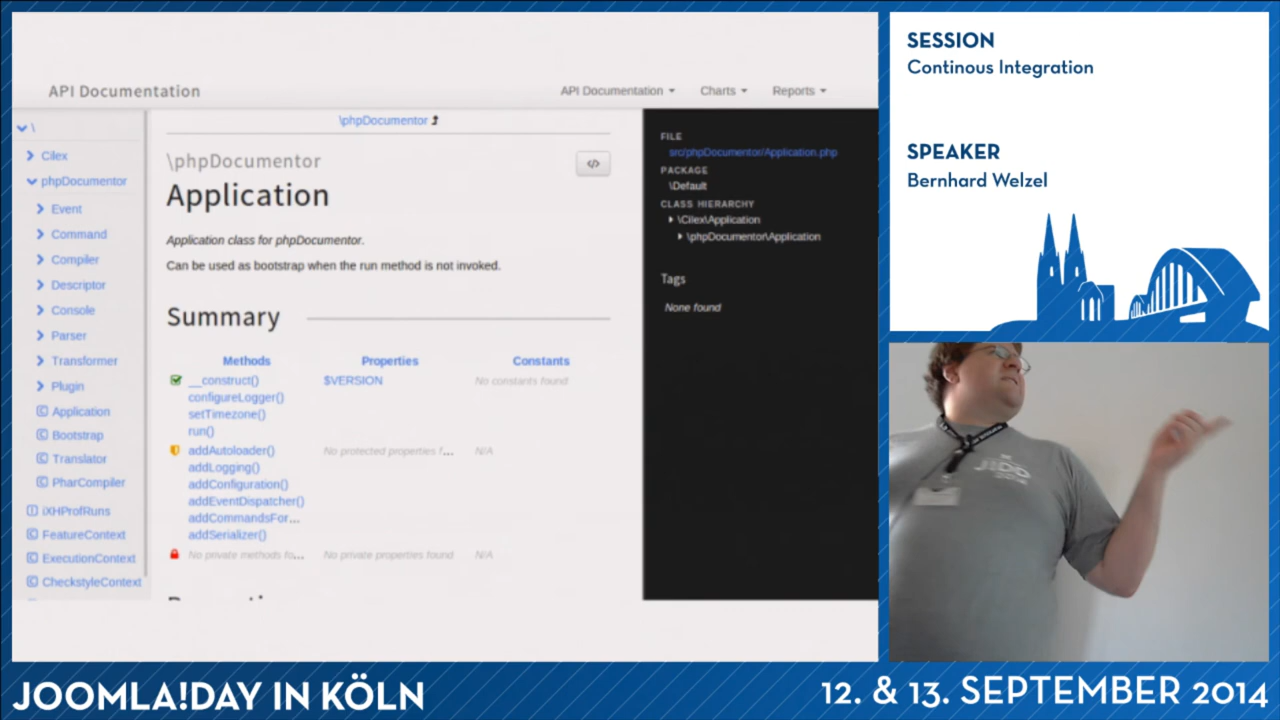 API Documentation
API Documentation
Charts
Reports
\
Cilex
phpDocumentor
Event
Command
Compiler
Descriptor
Console
Parser
Transformer
Plugin
Application
Bootstrap
Translator
PharCompiler
iXHProfRuns
FeatureContext
ExecutionContext
CheckstyleContext
\phpDocumentor
\phpDocumentor
Application
</>
Application class for phpDocumentor.
Can be used as bootstrap when the run method is not invoked.
Summary
Methods Properties Constants
__construct() $VERSION No constants found
configureLogger()
setTimezone()
run()
addAutoloader() No protected properties f... N/A
addLogging()
addConfiguration()
addEventDispatcher()
addCommandsFor...
addSerializer()
No private methods fo... No private properties found N/A
FILE
src/phpDocumentor/Application.php
PACKAGE
\Default
CLASS HIERARCHY
\Cilex\Application
\phpDocumentor\Application
Tags
None found
SESSION
Continous Integration
SPEAKER
Bernhard Welzel
JOOMLA!DAY IN KÖLN
12. & 13. SEPTEMBER 2014